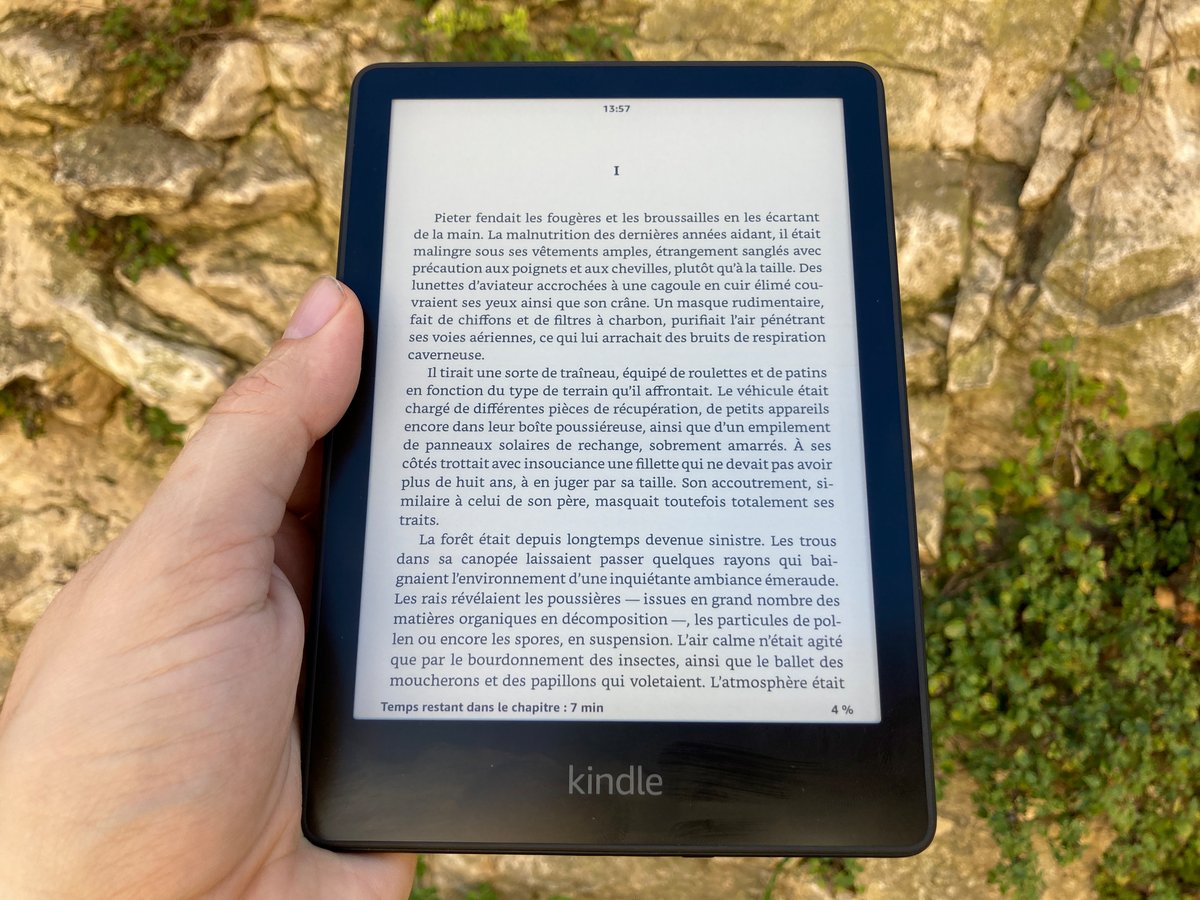 13:57
I
Pieter fendait les fougères et les broussailles en les écartant
de la main. La malnutrition des dernières années aidant, il était
malingre sous ses vêtements amples, étrangement sanglés avec
précaution aux poignets et aux chevilles, plutôt qu'à la taille. Des
lunettes d'aviateur accrochées à une cagoule en cuir élimé cou-
vraient ses yeux ainsi que son crâne. Un masque rudimentaire,
fait de chiffons et de filtres à charbon, purifiait l'air pénétrant
ses voies aériennes, ce qui lui arrachait des bruits de respiration
caverneuse.
Il tirait une sorte de traîneau, équipé de roulettes et de patins
en fonction du type de terrain qu'il affrontait. Le véhicule était
chargé de différentes pièces de récupération, de petits appareils
encore dans leur boîte poussiéreuse, ainsi que d'un empilement
de panneaux solaires de rechange, sobrement amarrés. À ses
côtés trottait avec insouciance une fillette qui ne devait pas avoir
plus de huit ans, à en juger par sa taille. Son accoutrement, si-
milaire à celui de son père, masquait toutefois totalement ses
traits.
La forêt était depuis longtemps devenue sinistre. Les trous
dans sa canopée laissaient passer quelques rayons qui bai-
gnaient l'environnement d'une inquiétante ambiance émeraude.
Les rais révélaient les poussières — issues en grand nombre des
matières organiques en décomposition —, les particules de pol-
len ou encore les spores, en suspension. L'air calme n'était agité
que par le bourdonnement des insectes, ainsi que le ballet des
moucherons et des papillons qui voletaient. L'atmosphère était
Temps restant dans le chapitre : 7 min 4 %
kindle